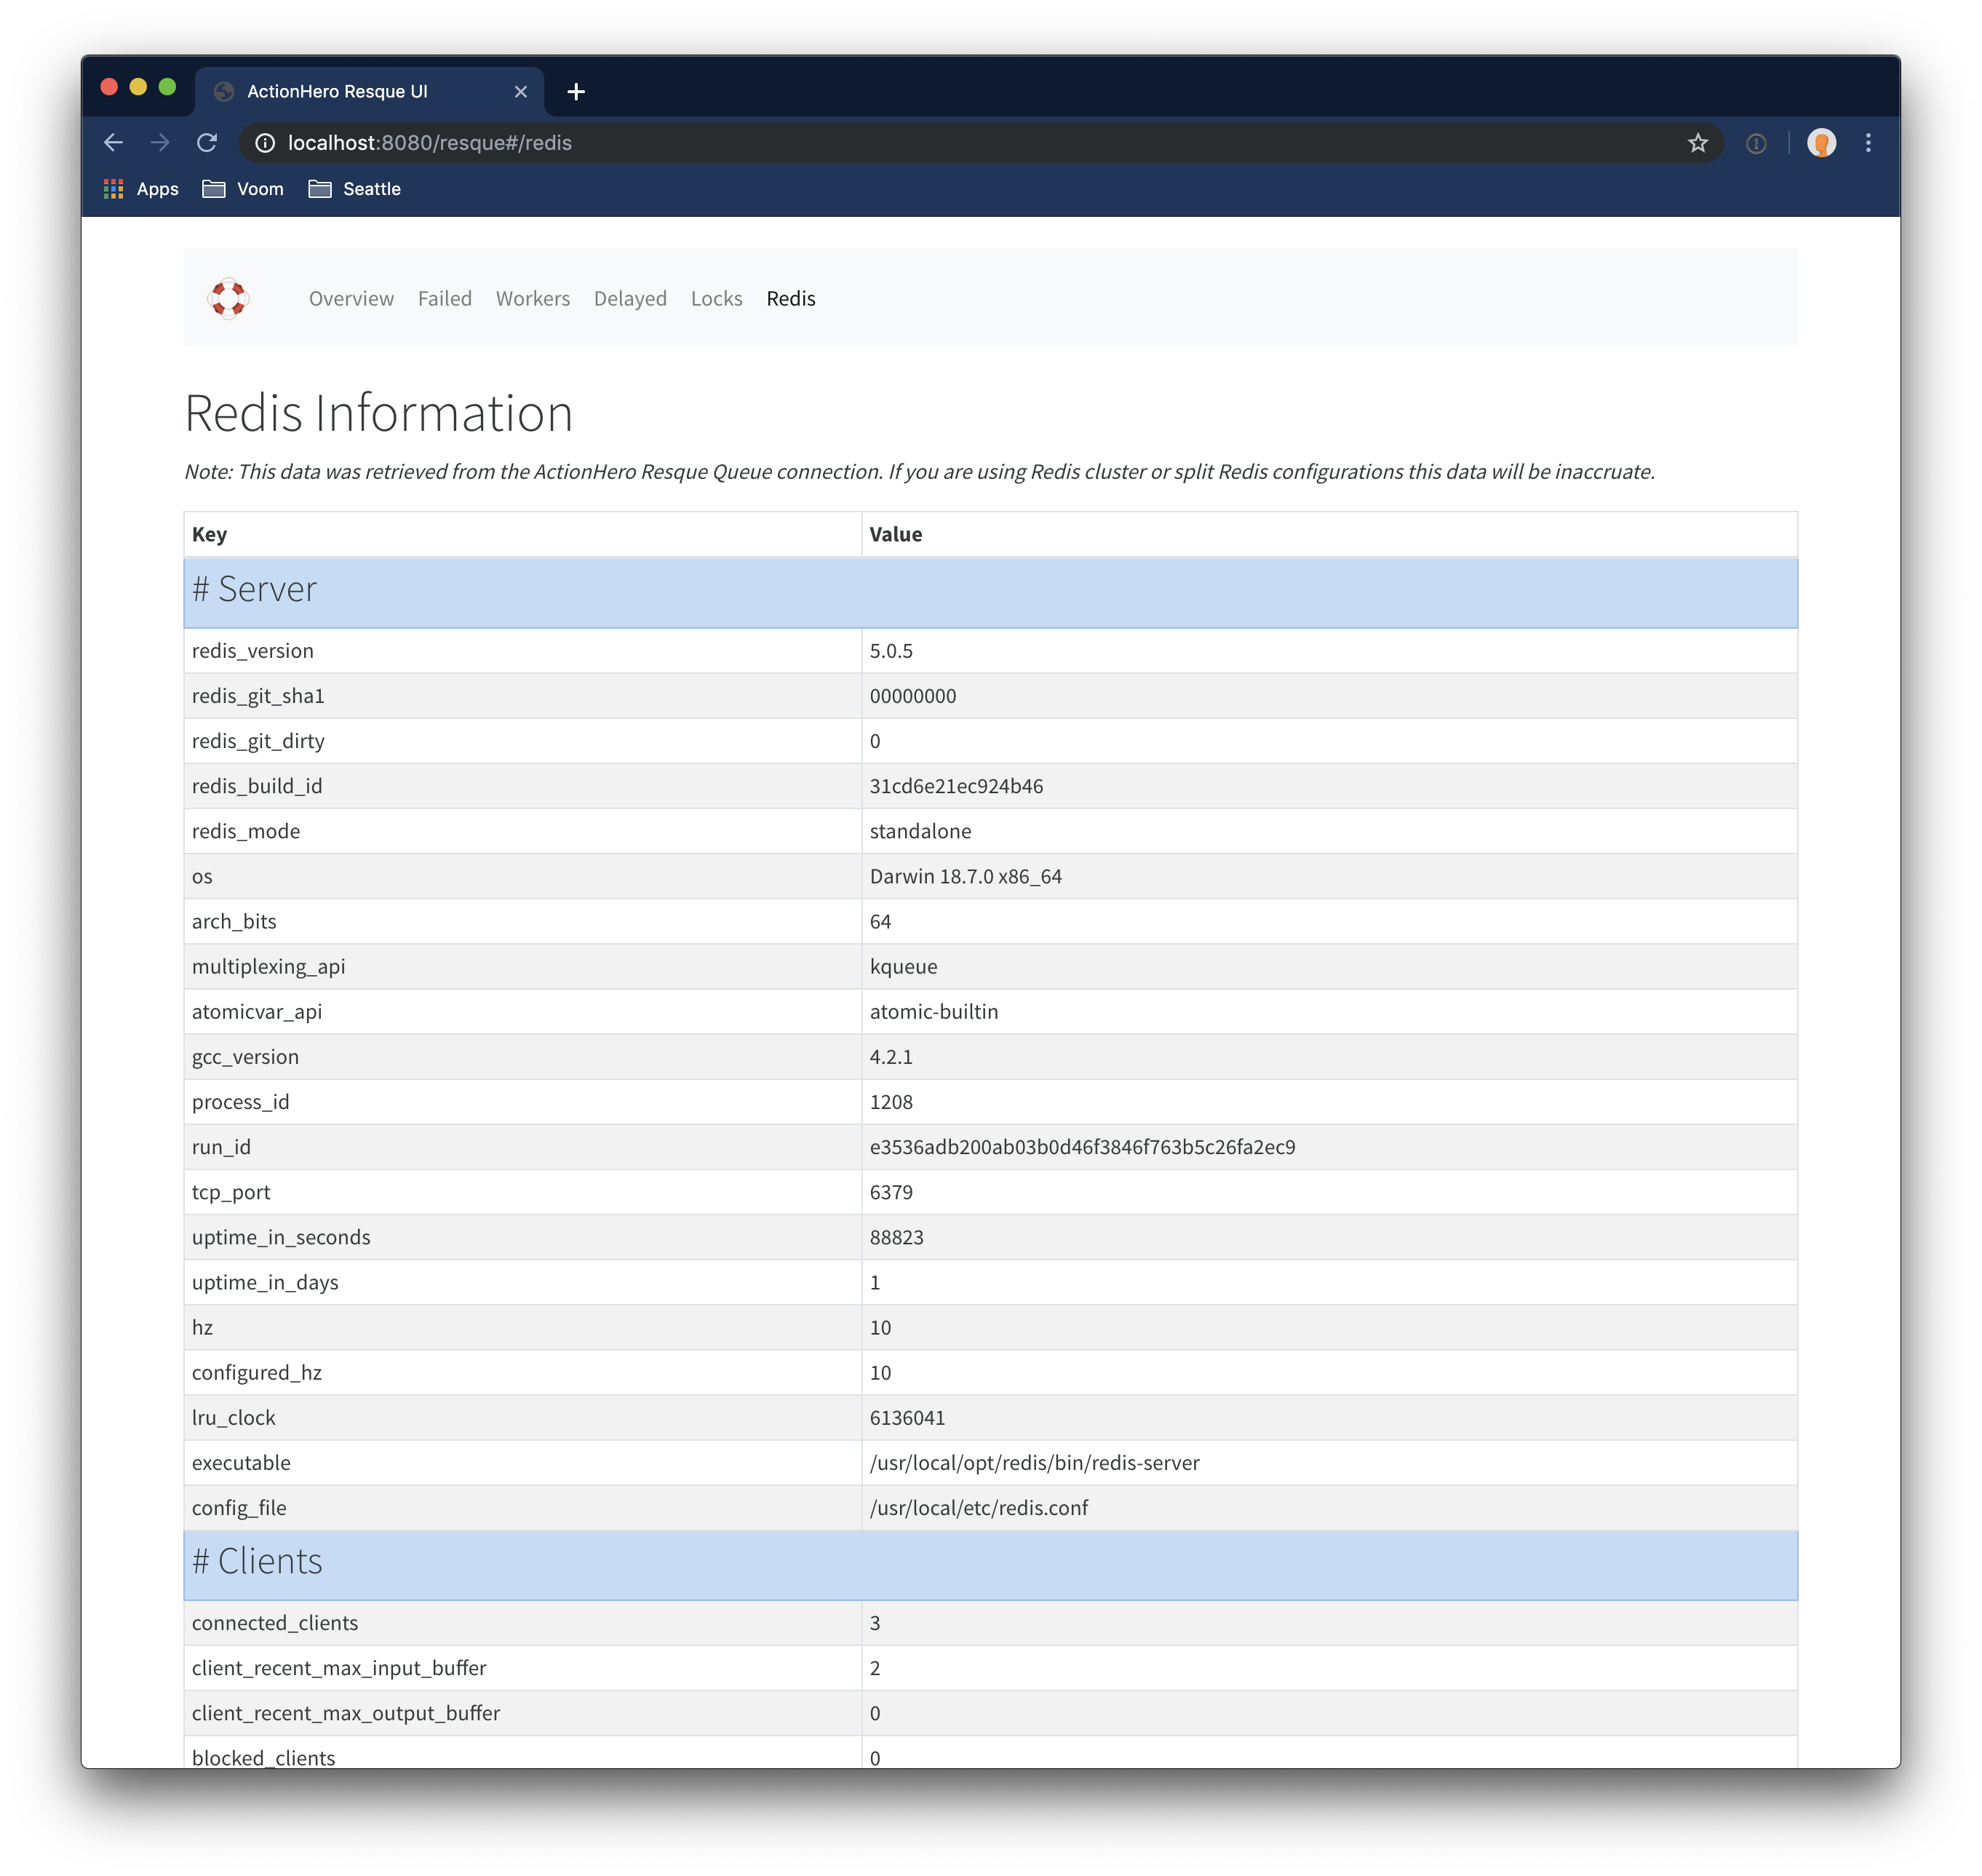 ActionHero Resque UI
localhost:8080/resque#/redis
Apps Voom Seattle
Overview Failed Workers Delayed Locks Redis
Redis Information
Note: This data was retrieved from the ActionHero Resque Queue connection. If you are using Redis cluster or split Redis configurations this data will be inaccruate.
Key Value
# Server
redis_version 5.0.5
redis_git_sha1 00000000
redis_git_dirty 0
redis_build_id 31cd6e21ec924b46
redis_mode standalone
os Darwin 18.7.0 x86_64
arch_bits 64
multiplexing_api kqueue
atomicvar_api atomic-builtin
gcc_version 4.2.1
process_id 1208
run_id e3536adb200ab03b0d46f3846f763b5c26fa2ec9
tcp_port 6379
uptime_in_seconds 88823
uptime_in_days 1
hz 10
configured_hz 10
lru_clock 6136041
executable /usr/local/opt/redis/bin/redis-server
config_file /usr/local/etc/redis.conf
# Clients
connected_clients 3
client_recent_max_input_buffer 2
client_recent_max_output_buffer 0
blocked_clients 0